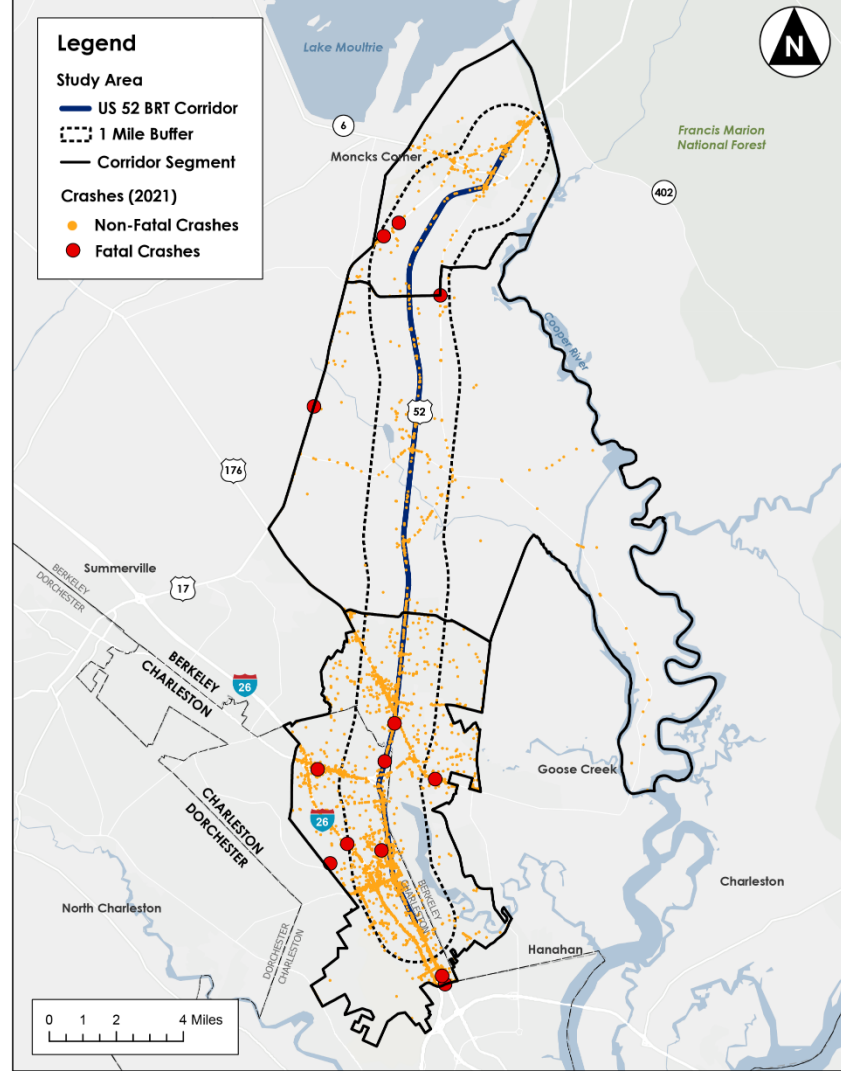 Legend
Study Area
US 52 BRT Corridor
1 Mile Buffer
Corridor Segment
Crashes (2021)
Non-Fatal Crashes
Fatal Crashes
N
Lake Moultrie
6
Moncks Corner
Francis Marion
National Forest
402
Cooper River
52
176
Summerville
17
BERKELEY
DORCHESTER
BERKELEY
CHARLESTON
26
CHARLESTON
DORCHESTER
26
Goose Creek
BERKELEY
CHARLESTON
North Charleston
Charleston
DORCHESTER
CHARLESTON
Hanahan
0 1 2 4 Miles